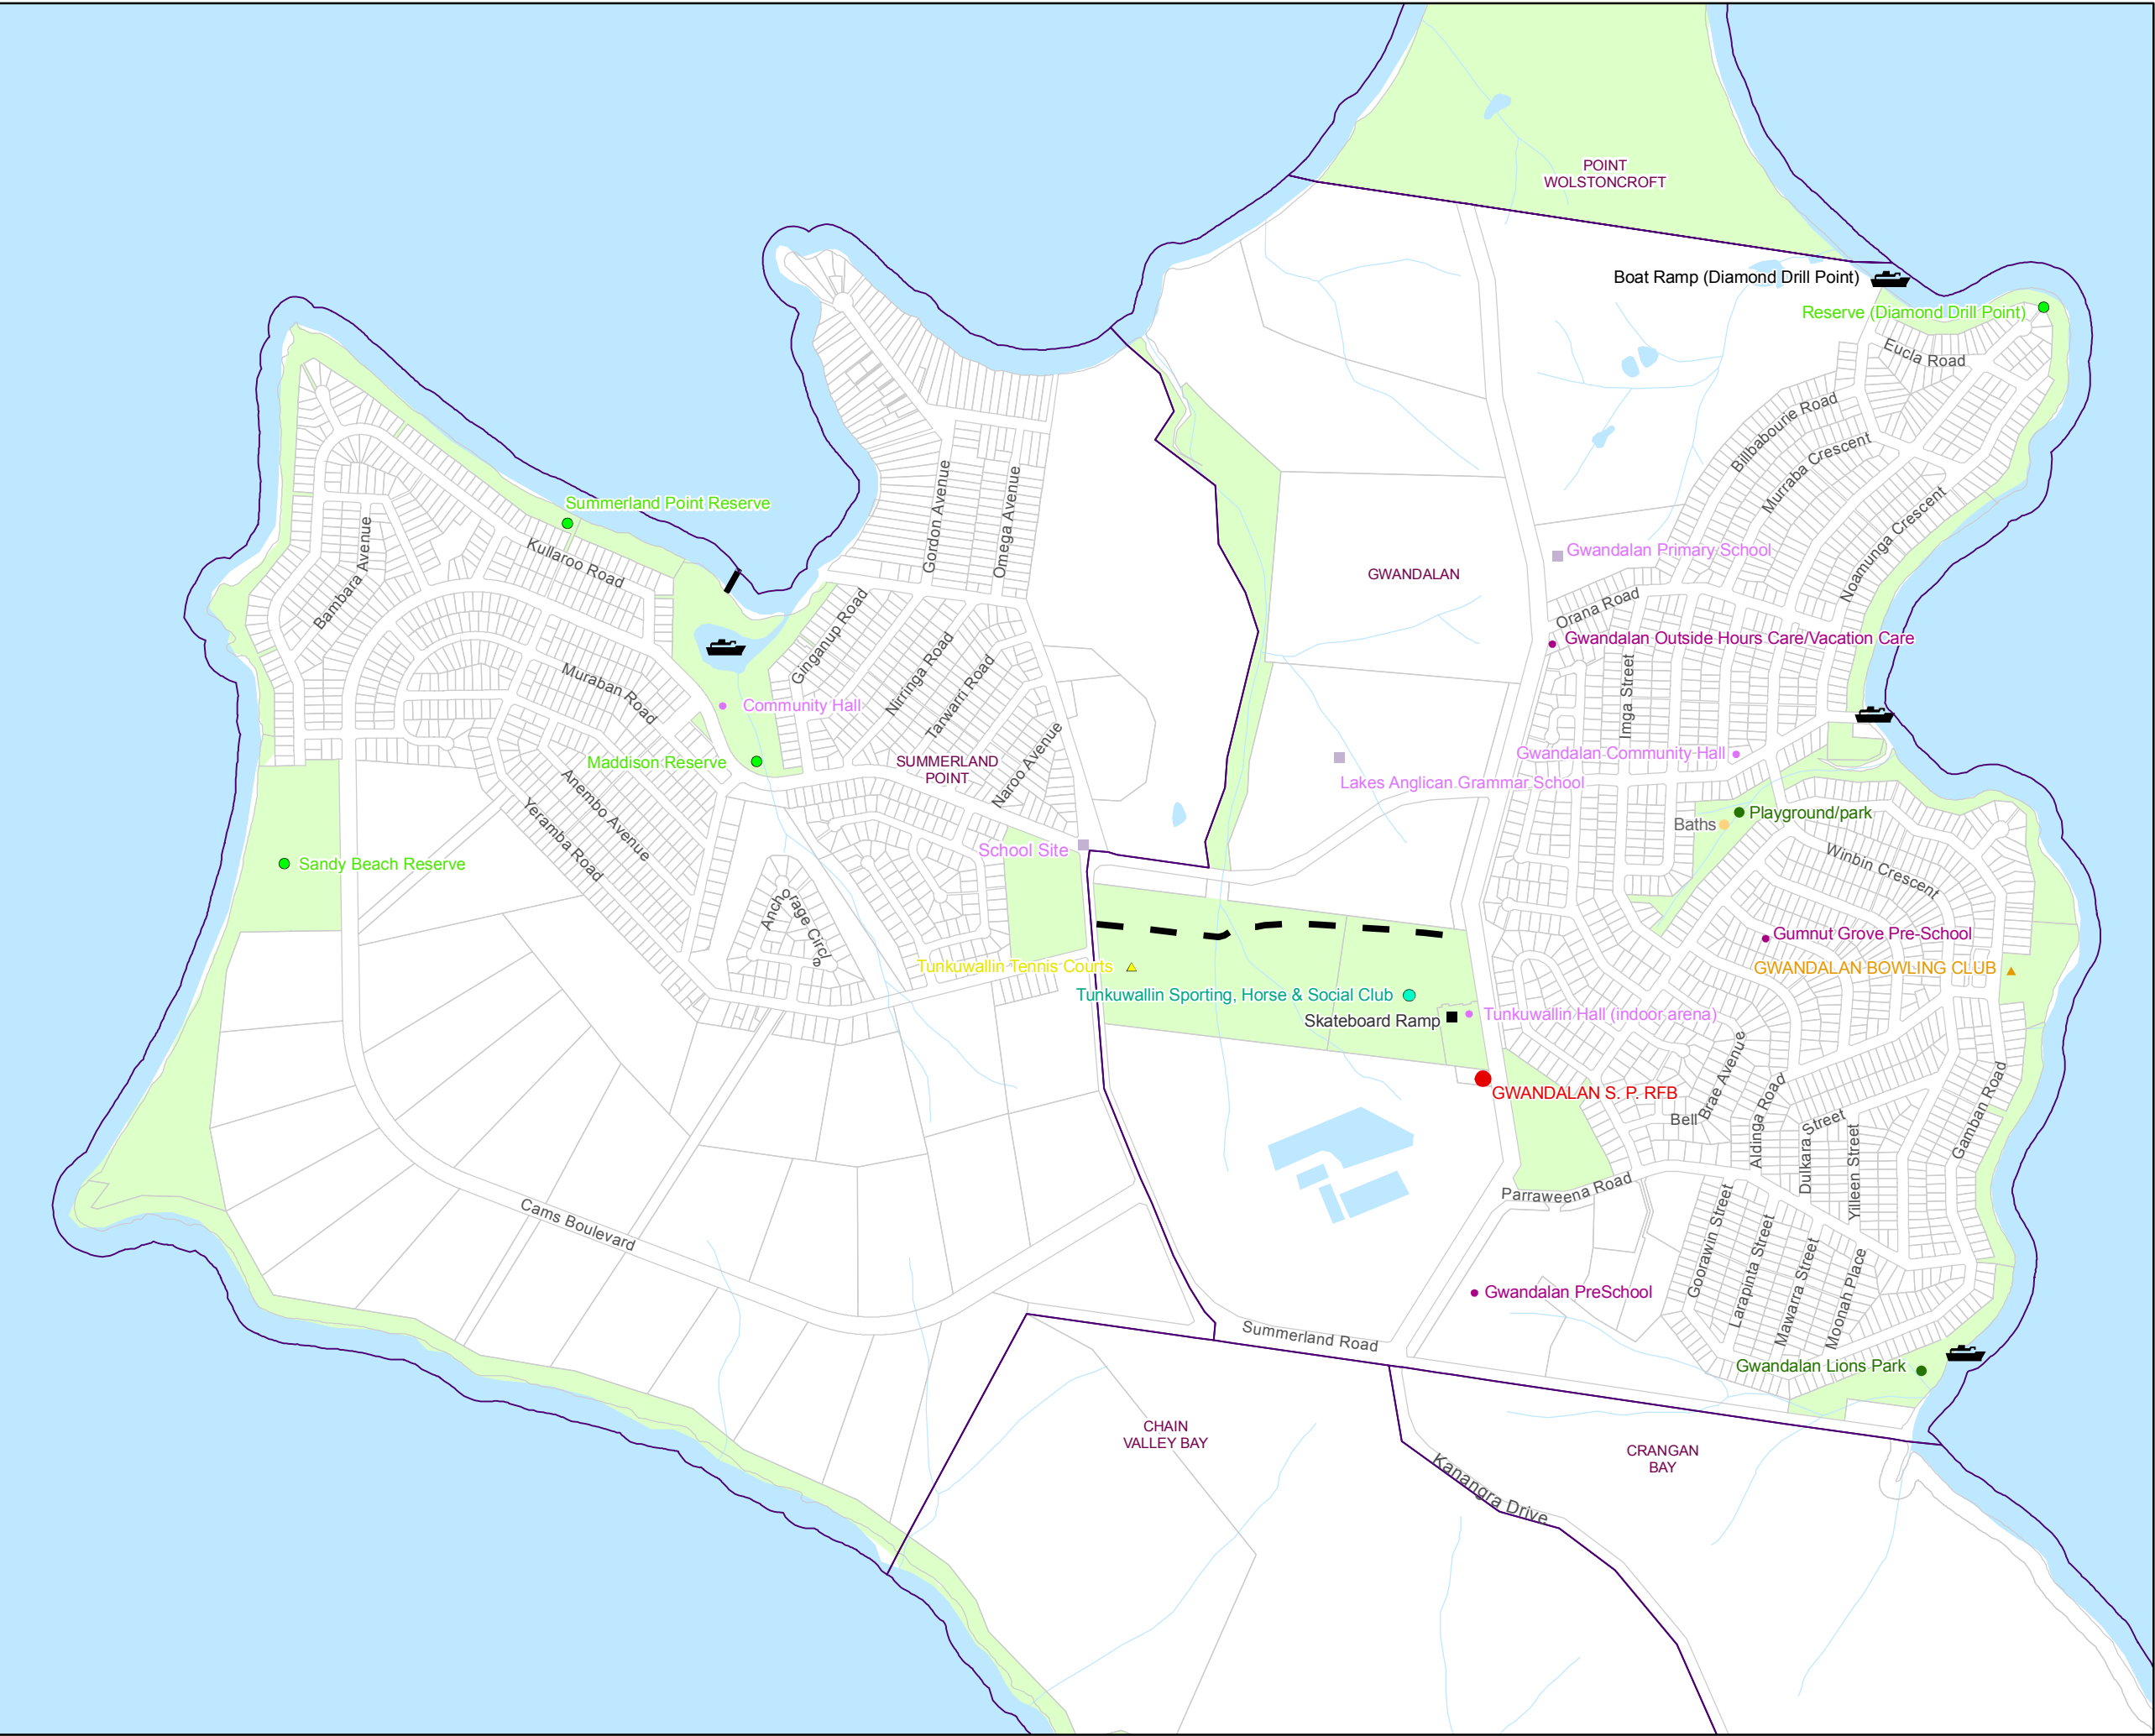 POINT
WOLSTONCROFT
Boat Ramp (Diamond Drill Point)
Reserve (Diamond Drill Point)
Eucla Road
Billbabourie Road
Murraba Crescent
Noamunga Crescent
Summerland Point Reserve
Kullaroo Road
Bambara Avenue
Gordon Avenue
Omega Avenue
GWANDALAN
Gwandalan Primary School
Orana Road
Gwandalan Outside Hours Care/Vacation Care
Imga Street
Ginganup Road
Nirringa Road
Tarwarri Road
Muraban Road
Community Hall
Maddison Reserve
SUMMERLAND
POINT
Naroo Avenue
Gwandalan Community Hall
Lakes Anglican Grammar School
Playground/park
Baths
Winbin Crescent
Anembo Avenue
Yeramba Road
School Site
Sandy Beach Reserve
Anchorage Circle
Gumnut Grove Pre-School
GWANDALAN BOWLING CLUB
Tunkuwallin Tennis Courts
Tunkuwallin Sporting, Horse & Social Club
Skateboard Ramp
Tunkuwallin Hall (indoor arena)
GWANDALAN S. P. RFB
Bell
Brae Avenue
Aldinga Road
Dulkara Street
Yilleen Street
Gamban Road
Parraweena Road
Cams Boulevard
Goorawin Street
Larapinta Street
Mawarra Street
Moonah Place
Gwandalan PreSchool
Summerland Road
Gwandalan Lions Park
CHAIN
VALLEY BAY
CRANGAN
BAY
Kanangra Drive